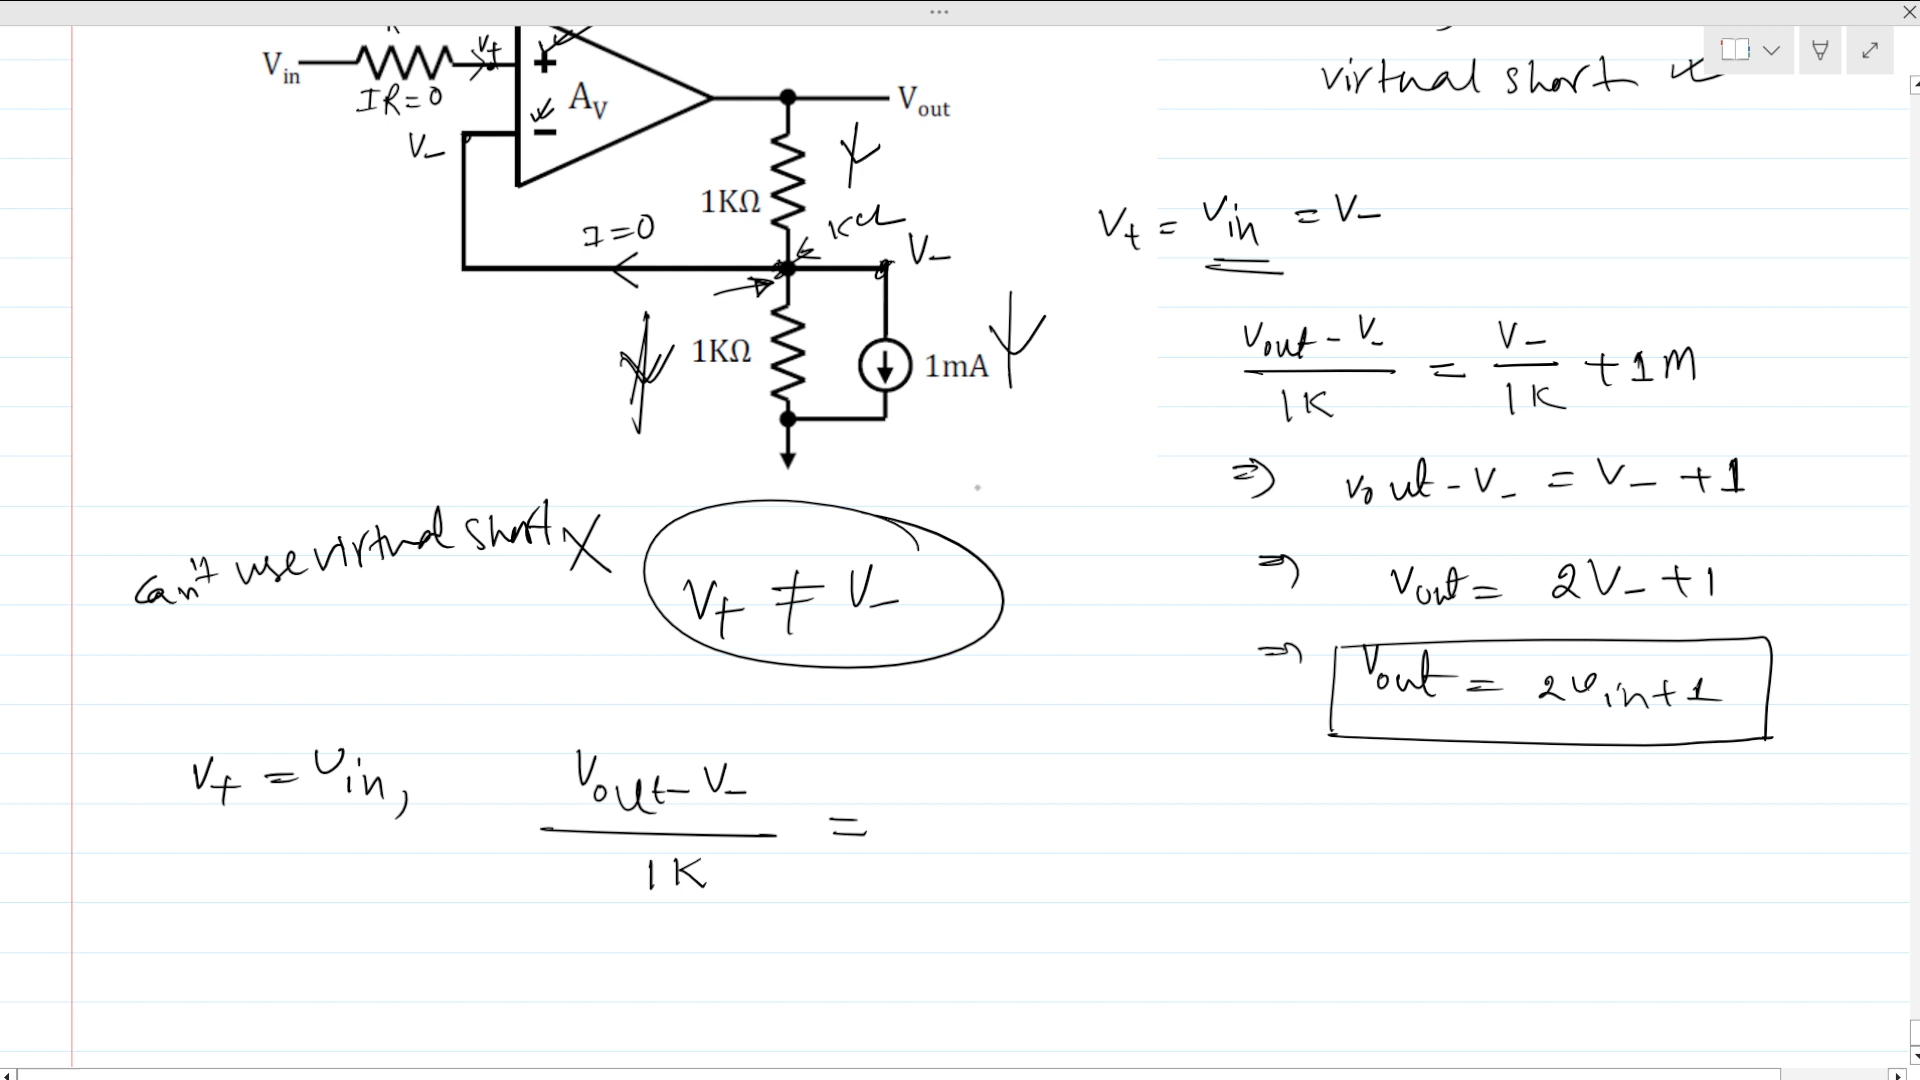 virtual short
Vin
V+
+
IR=0
AV
Vout
V-
-
1KΩ
I=0
KCL
V-
V+ = Vin = V-
1KΩ
1mA
Vout - V- / 1K = V- / 1K + 1m
⇒ Vout - V- = V- + 1
can't use virtual short X
V+ ≠ V-
⇒ Vout = 2V- + 1
⇒ Vout = 2Vin + 1
V+ = Vin, Vout - V- / 1K =